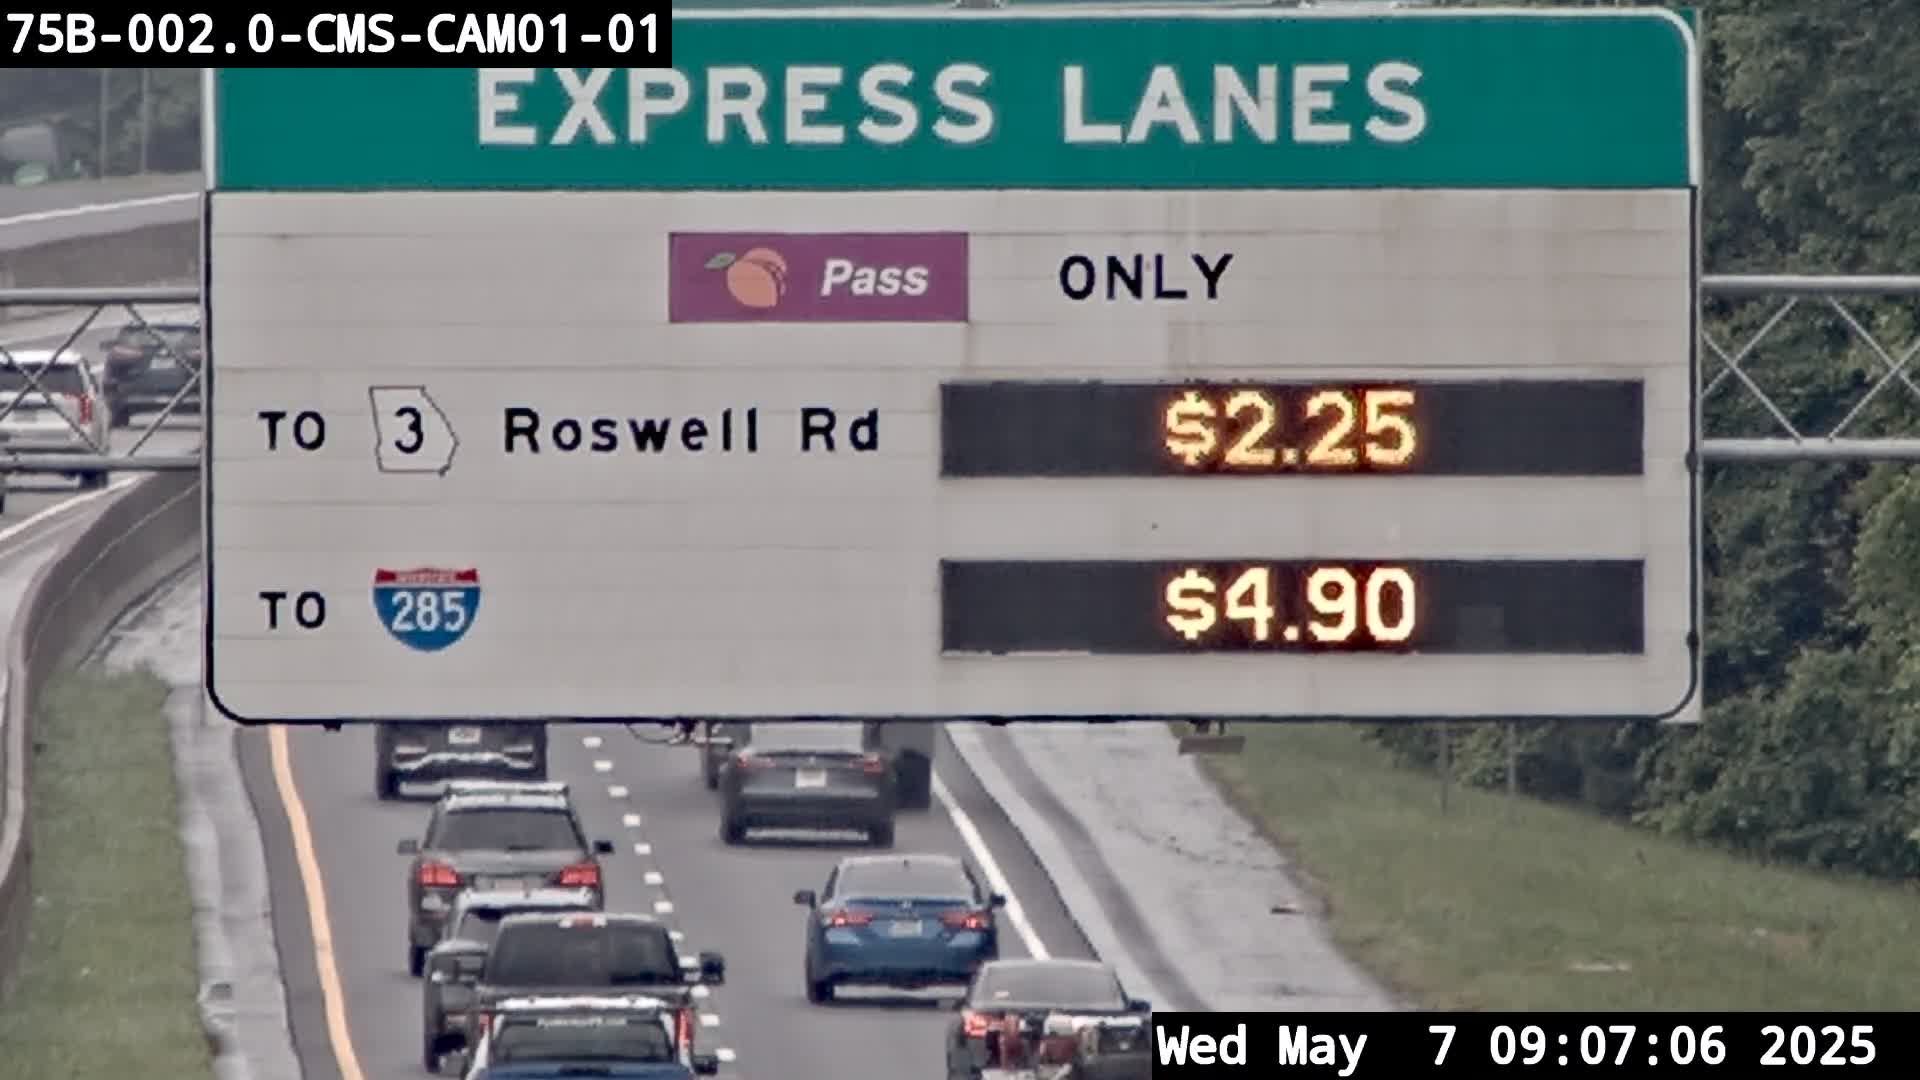 75B-002.0-CMS-CAM01-01
EXPRESS LANES
Pass ONLY
TO 3 Roswell Rd $2.25
TO 285 $4.90
Wed May 7 09:07:06 2025